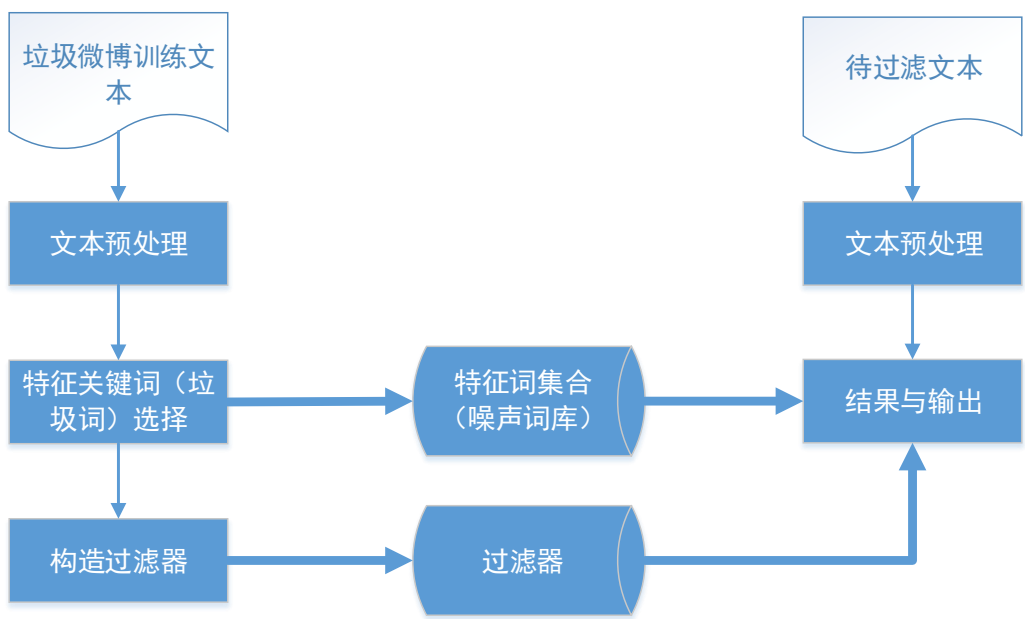 垃圾微博训练文
本
待过滤文本
文本预处理
文本预处理
特征关键词（垃
圾词）选择
特征词集合
（噪声词库）
结果与输出
构造过滤器
过滤器